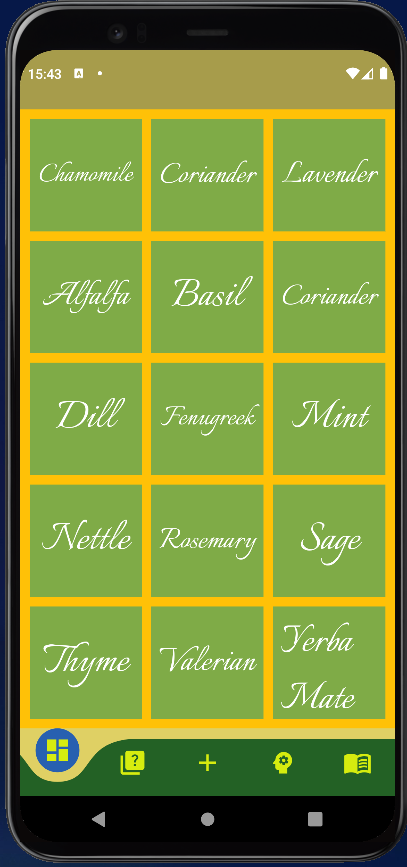 15:43 A
Chamomile Coriander Lavender
Alfalfa Basil Coriander
Dill Fenugreek Mint
Nettle Rosemary Sage
Thyme Valerian Yerba
Mate
?